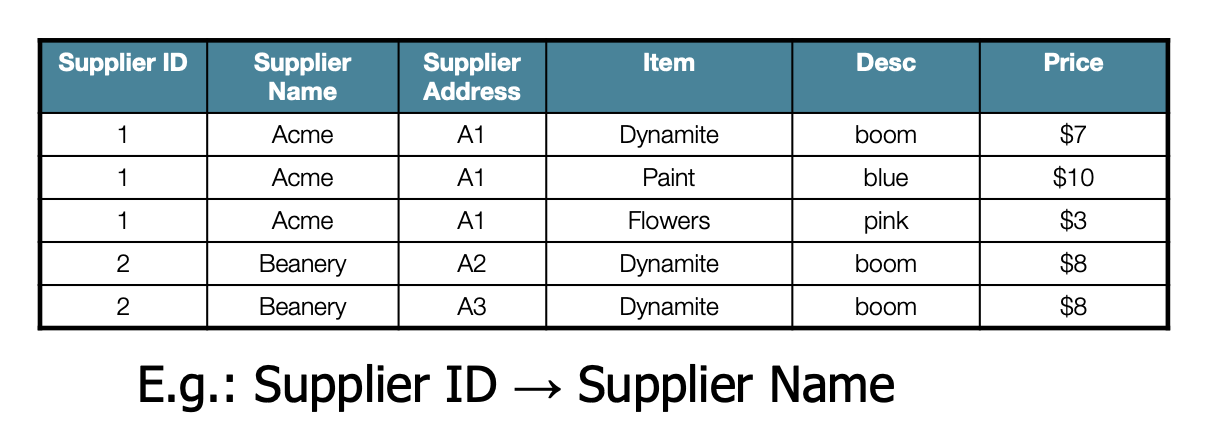 Supplier ID Supplier Name Supplier Address Item Desc Price
1 Acme A1 Dynamite boom $7
1 Acme A1 Paint blue $10
1 Acme A1 Flowers pink $3
2 Beanery A2 Dynamite boom $8
2 Beanery A3 Dynamite boom $8
E.g.: Supplier ID → Supplier Name